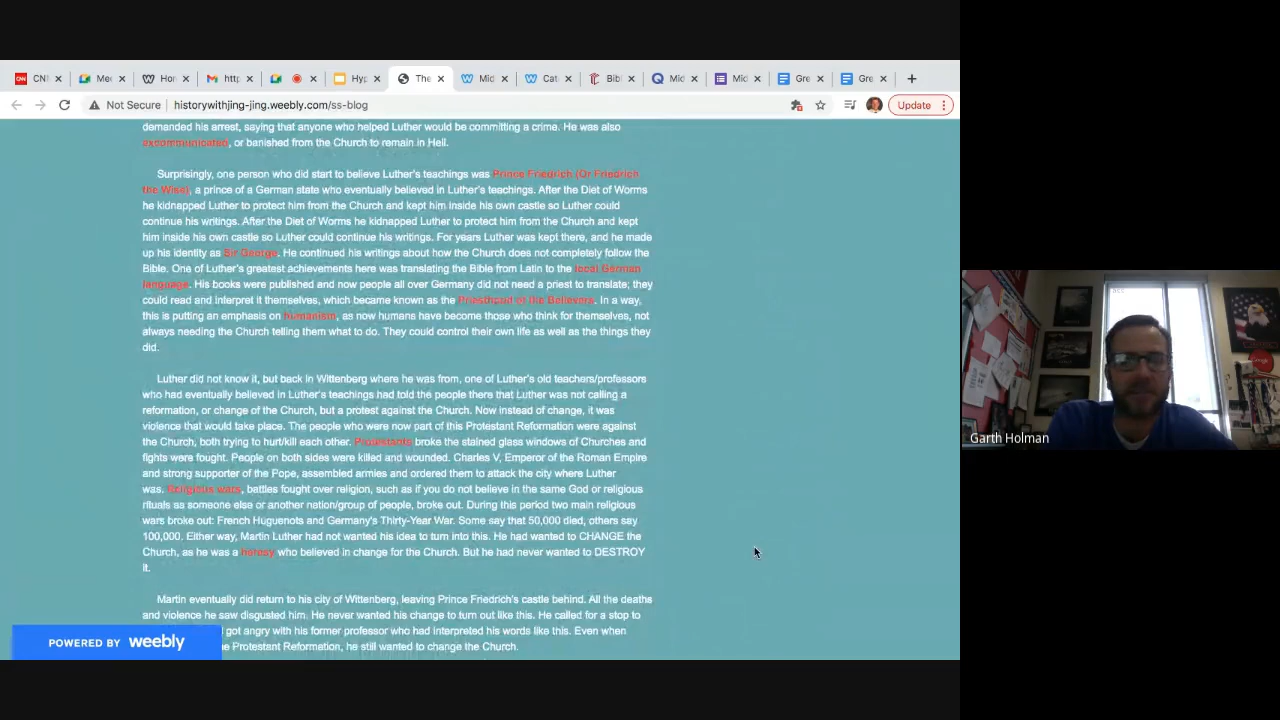 CNI
Mee
Hor
http
Hyp
The
Mid
Cat
Bibl
Mid
Mid
Gre
Gre
Not Secure
historywithjing-jing.weebly.com/ss-blog
Update
demanded his arrest, saying that anyone who helped Luther would be committing a crime. He was also
excommunicated, or banished from the Church to remain in Hell.
Surprisingly, one person who did start to believe Luther's teachings was Prince Friedrich (Or Friedrich
the Wise), a prince of a German state who eventually believed in Luther's teachings. After the Diet of Worms
he kidnapped Luther to protect him from the Church and kept him inside his own castle so Luther could
continue his writings. After the Diet of Worms he kidnapped Luther to protect him from the Church and kept
him inside his own castle so Luther could continue his writings. For years Luther was kept there, and he made
up his identity as Sir George. He continued his writings about how the Church does not completely follow the
Bible. One of Luther's greatest achievements here was translating the Bible from Latin to the local German
language. His books were published and now people all over Germany did not need a priest to translate; they
could read and interpret it themselves, which became known as the Priesthood of the Believers. In a way,
this is putting an emphasis on humanism, as now humans have become those who think for themselves, not
always needing the Church telling them what to do. They could control their own life as well as the things they
did.
Luther did not know it, but back in Wittenberg where he was from, one of Luther's old teachers/professors
who had eventually believed in Luther's teachings had told the people there that Luther was not calling a
reformation, or change of the Church, but a protest against the Church. Now instead of change, it was
violence that would take place. The people who were now part of this Protestant Reformation were against
the Church, both trying to hurt/kill each other. Protestants broke the stained glass windows of Churches and
fights were fought. People on both sides were killed and wounded. Charles V, Emperor of the Roman Empire
and strong supporter of the Pope, assembled armies and ordered them to attack the city where Luther
was. Religious wars, battles fought over religion, such as if you do not believe in the same God or religious
rituals as someone else or another nation/group of people, broke out. During this period two main religious
wars broke out: French Huguenots and Germany's Thirty-Year War. Some say that 50,000 died, others say
100,000. Either way, Martin Luther had not wanted his idea to turn into this. He had wanted to CHANGE the
Church, as he was a heresy who believed in change for the Church. But he had never wanted to DESTROY
it.
Martin eventually did return to his city of Wittenberg, leaving Prince Friedrich's castle behind. All the deaths
and violence he saw disgusted him. He never wanted his change to turn out like this. He called for a stop to
got angry with his former professor who had interpreted his words like this. Even when
Protestant Reformation, he still wanted to change the Church.
POWERED BY weebly
Garth Holman